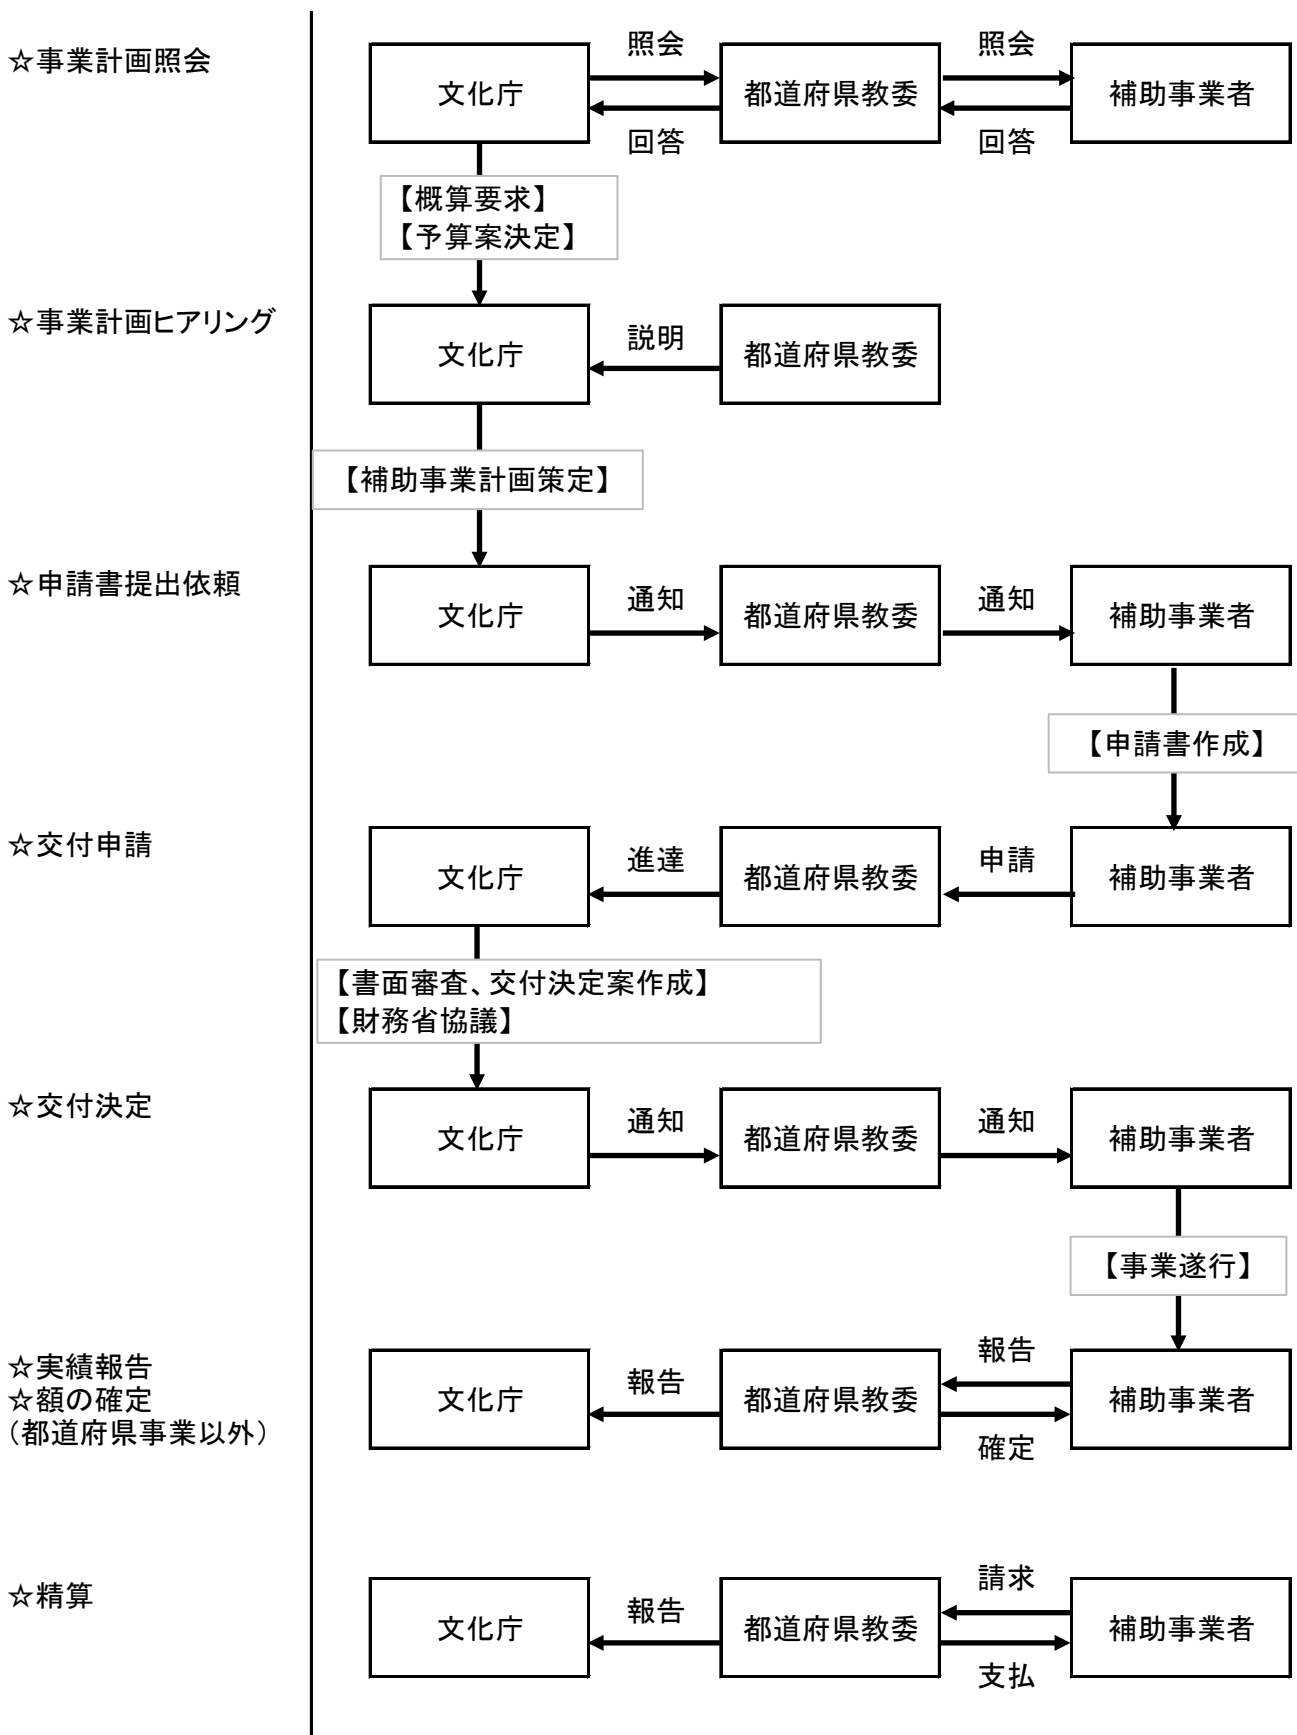 ☆事業計画照会
照会
照会
文化庁
都道府県教委
補助事業者
回答
回答
【概算要求】
【予算案決定】
☆事業計画ヒアリング
説明
文化庁
都道府県教委
【補助事業計画策定】
☆申請書提出依頼
通知
通知
文化庁
都道府県教委
補助事業者
【申請書作成】
☆交付申請
進達
申請
文化庁
都道府県教委
補助事業者
【書面審査、交付決定案作成】
【財務省協議】
☆交付決定
通知
通知
文化庁
都道府県教委
補助事業者
【事業遂行】
☆実績報告
☆額の確定
（都道府県事業以外）
報告
報告
文化庁
都道府県教委
補助事業者
確定
☆精算
報告
請求
文化庁
都道府県教委
補助事業者
支払